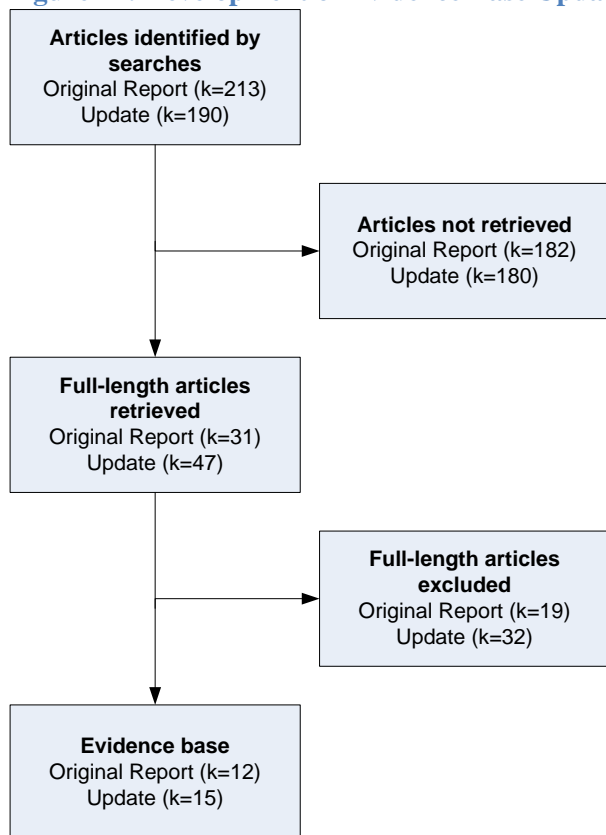 Articles identified by
searches
Original Report (k=213)
Update (k=190)
Articles not retrieved
Original Report (k=182)
Update (k=180)
Full-length articles
retrieved
Original Report (k=31)
Update (k=47)
Full-length articles
excluded
Original Report (k=19)
Update (k=32)
Evidence base
Original Report (k=12)
Update (k=15)